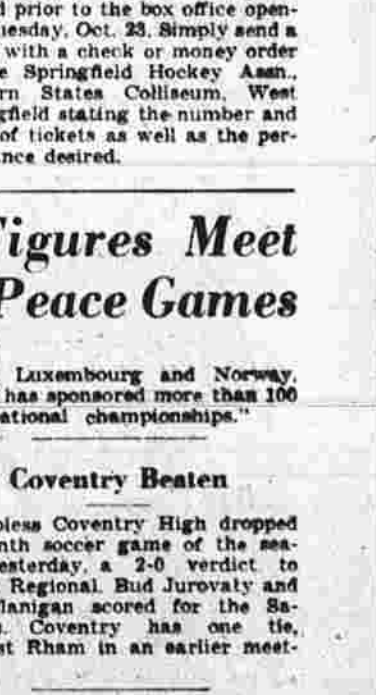 l prior to the box office open-
uesday, Oct. 23. Simply send a
with a check or money order
e Springfield Hockey Assn.,
rn States Colliseum, West
gfield stating the number and
of tickets as well as the per-
nce desired.
Figures Meet
Peace Games
Luxembourg and Norway,
has sponsored more than 100
ational championships."
Coventry Beaten
pless Coventry High dropped
nth soccer game of the sea-
esterday, a 2-0 verdict to
Regional. Bud Jurovaty and
lanigan scored for the Sa-
. Coventry has one tie,
st Rham in an earlier meet-